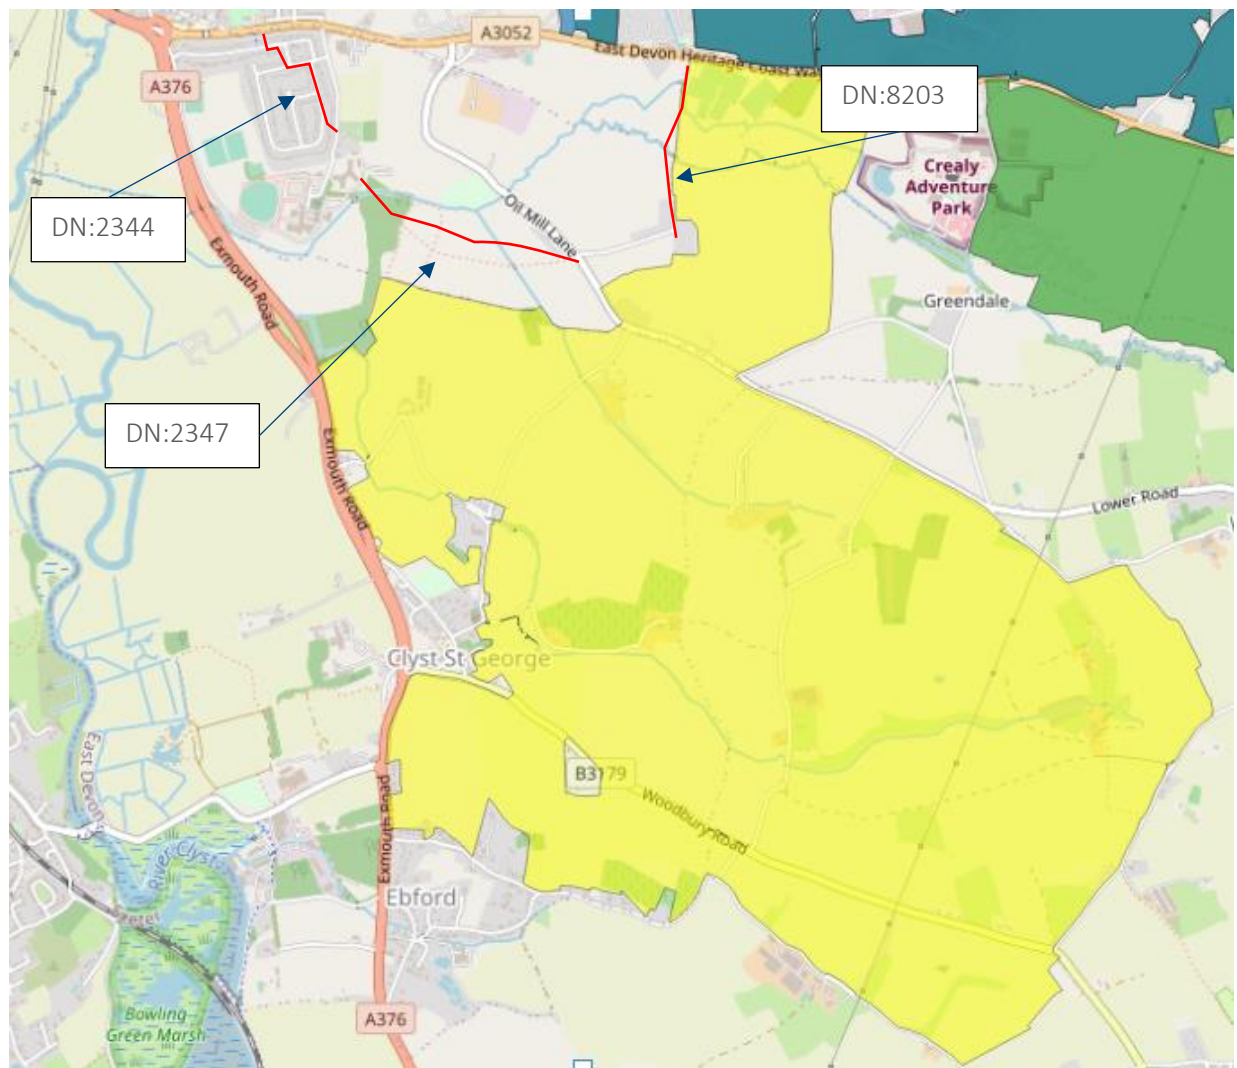 A3052
East Devon Heritage Coast Wa
A376
DN:8203
Crealy
Adventure
Park
DN:2344
Oil Mill Lane
Exmouth Road
Greendale
DN:2347
Exmouth Road
Lower Road
Clyst St George
East Devon
B3179
Woodbury Road
Exmouth Road
River Clyst
Ebford
Bowling
Green Marsh
A376